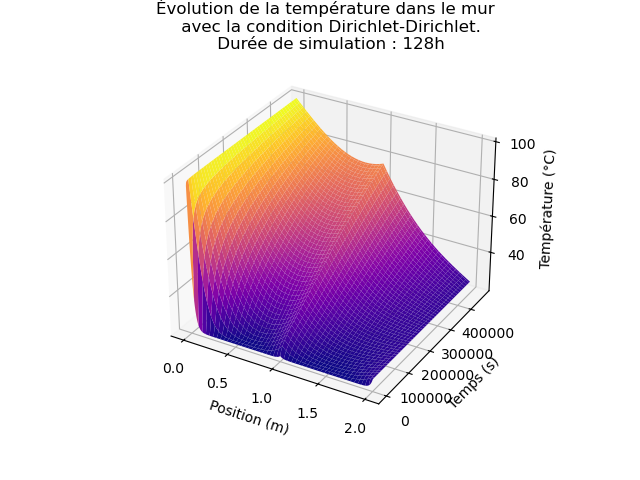 Évolution de la température dans le mur
avec la condition Dirichlet-Dirichlet.
Durée de simulation : 128h
100
80
60
40
Température (°C)
400000
300000
200000
100000
0
Temps (s)
0.0
0.5
1.0
1.5
2.0
Position (m)